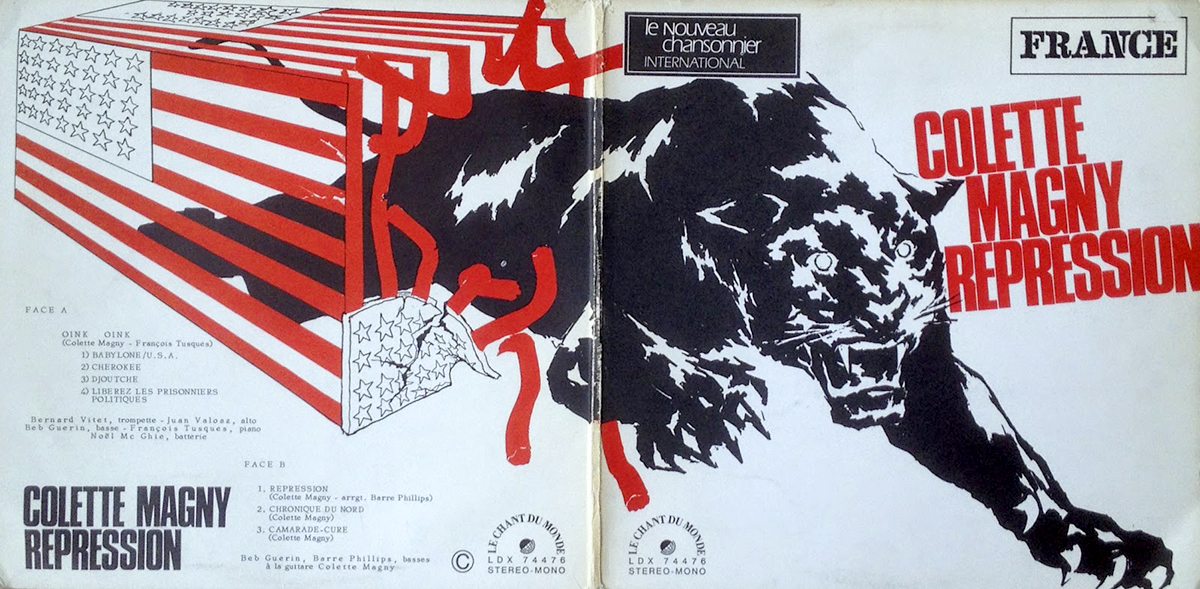 FACE A
OINK OINK
(Colette Magny - François Tusques)
1) BABYLONE/U.S.A.
2) CHEROKEE
3) DJOUTCHE
4) LIBEREZ LES PRISONNIERS
POLITIQUES
Bernard Vitet, trompette - Juan Valoaz, alto
Beb Guerin, basse - François Tusques, piano
Noël Mc Ghie, batterie
COLETTE MAGNY
REPRESSION
FACE B
1. REPRESSION
(Colette Magny - arrgt. Barre Phillips)
2. CHRONIQUE DU NORD
(Colette Magny)
3. CAMARADE-CURE
(Colette Magny)
Beb Guerin, Barre Phillips, basses
à la guitare Colette Magny
©
LE CHANT DU MONDE
LDX 74476
STEREO-MONO
le Nouveau
chansonnier
INTERNATIONAL
FRANCE
COLETTE
MAGNY
REPRESSION
LE CHANT DU MONDE
LDX 74476
STEREO-MONO